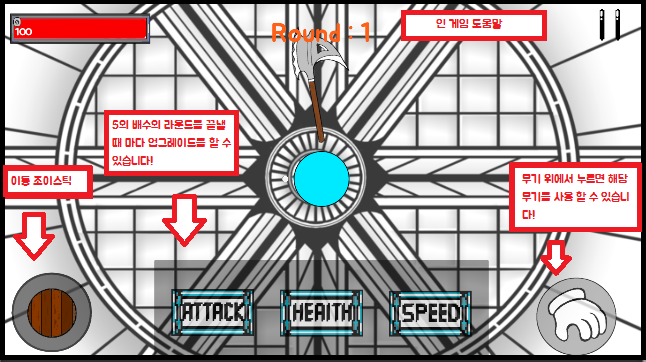 Round : 1
인 게임 도움말
100
5의 배수의 라운드를 끝낼
때 마다 업그레이드를 할 수
있습니다!
이동 조이스틱
무기 위에서 누르면 해당
무기를 사용 할 수 있습니
다!
ATTACK
HEALTH
SPEED